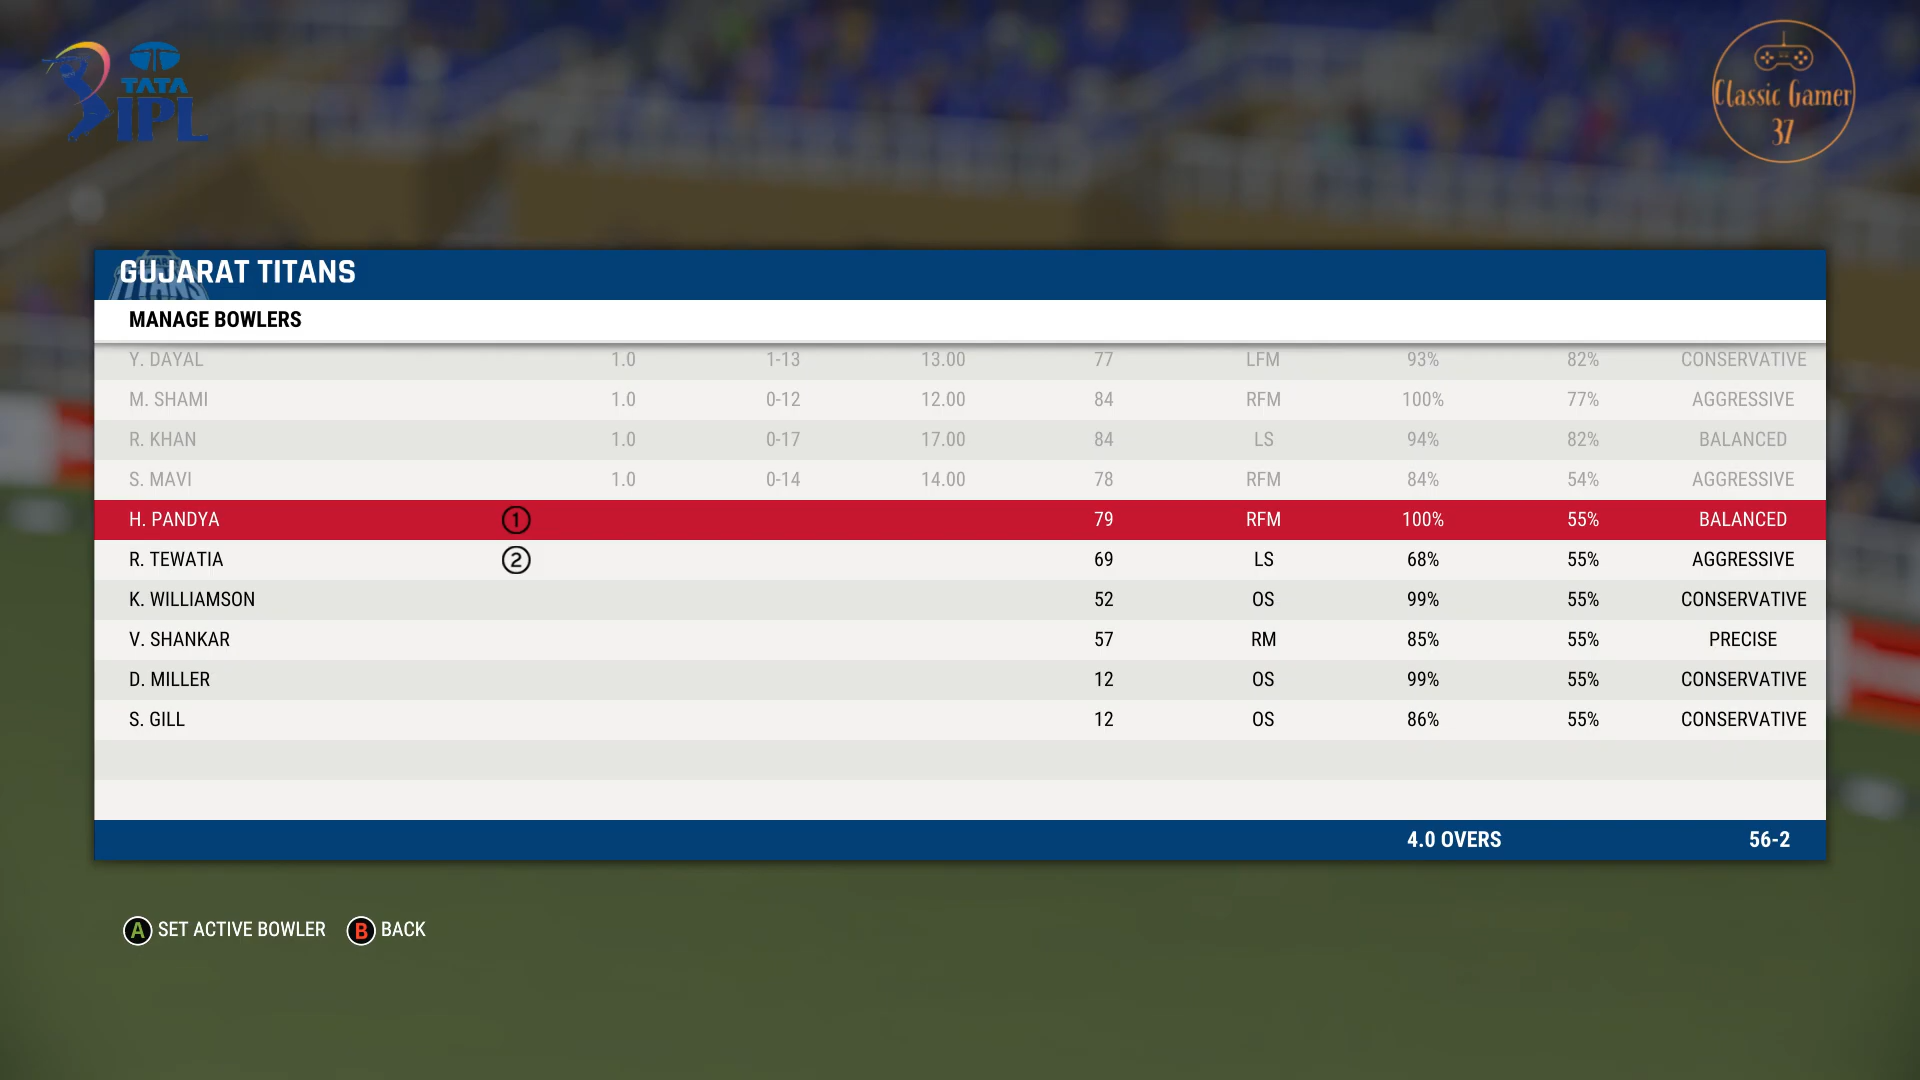 TATA
IPL
Classic Gamer
37
GUJARAT TITANS
TITANS
MANAGE BOWLERS
Y. DAYAL 1.0 1-13 13.00 77 LFM 93% 82% CONSERVATIVE
M. SHAMI 1.0 0-12 12.00 84 RFM 100% 77% AGGRESSIVE
R. KHAN 1.0 0-17 17.00 84 LS 94% 82% BALANCED
S. MAVI 1.0 0-14 14.00 78 RFM 84% 54% AGGRESSIVE
H. PANDYA 1 79 RFM 100% 55% BALANCED
R. TEWATIA 2 69 LS 68% 55% AGGRESSIVE
K. WILLIAMSON 52 OS 99% 55% CONSERVATIVE
V. SHANKAR 57 RM 85% 55% PRECISE
D. MILLER 12 OS 99% 55% CONSERVATIVE
S. GILL 12 OS 86% 55% CONSERVATIVE
4.0 OVERS 56-2
A SET ACTIVE BOWLER B BACK